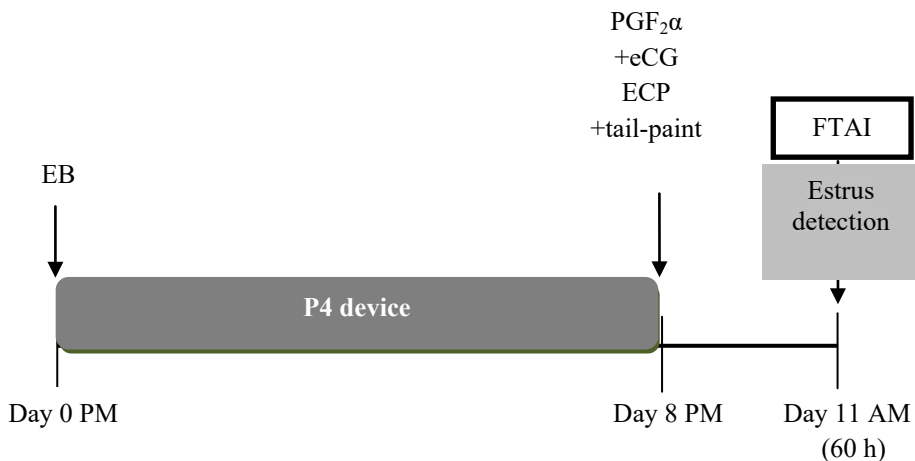 PGF₂α
+eCG
ECP
+tail-paint
FTAI
EB
Estrus
detection
P4 device
Day 0 PM
Day 8 PM
Day 11 AM
(60 h)